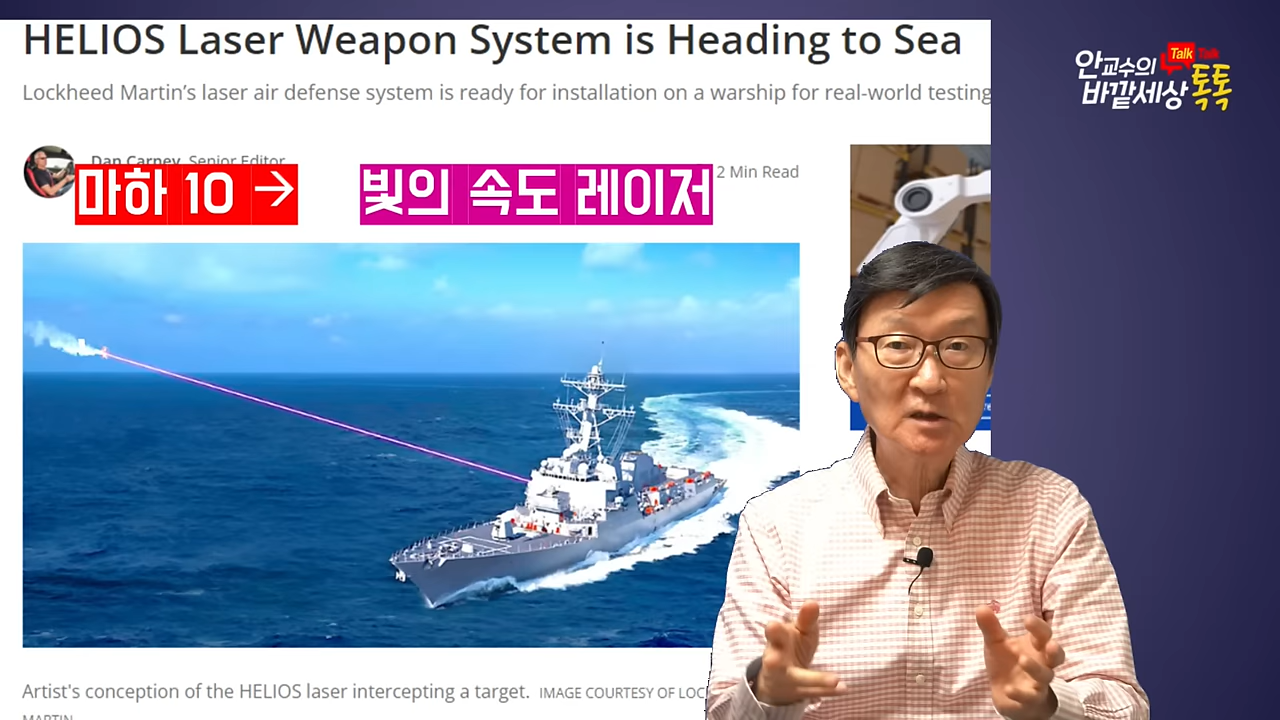 HELIOS Laser Weapon System is Heading to Sea
Lockheed Martin's laser air defense system is ready for installation on a warship for real-world testing
안교수의 Talk Talk
바깥세상 톡톡
Dan Carney, Senior Editor
2 Min Read
마하 10 → 빛의 속도 레이저
Artist's conception of the HELIOS laser intercepting a target. IMAGE COURTESY OF LOC
MARTIN